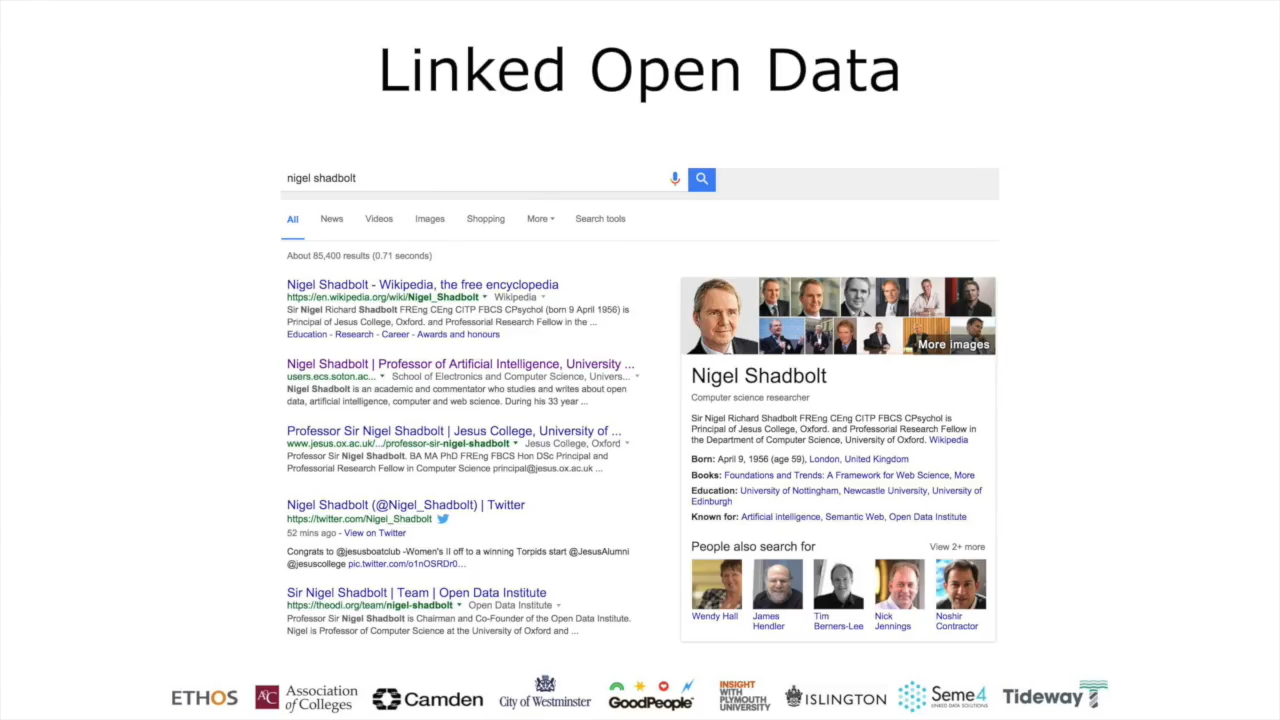 Linked Open Data
nigel shadbolt
All News Videos Images Shopping More Search tools
About 85,400 results (0.71 seconds)
Nigel Shadbolt - Wikipedia, the free encyclopedia
https://en.wikipedia.org/wiki/Nigel_Shadbolt Wikipedia
Sir Nigel Richard Shadbolt FREng CEng CITP FBCS CPsychol (born 9 April 1956) is
Principal of Jesus College, Oxford. and Professorial Research Fellow in the ...
Education - Research - Career - Awards and honours
Nigel Shadbolt | Professor of Artificial Intelligence, University ...
users.ecs.soton.ac... School of Electronics and Computer Science, Univers...
Nigel Shadbolt is an academic and commentator who studies and writes about open
data, artificial intelligence, computer and web science. During his 33 year ...
Professor Sir Nigel Shadbolt | Jesus College, University of ...
www.jesus.ox.ac.uk/.../professor-sir-nigel-shadbolt Jesus College, Oxford
Professor Sir Nigel Shadbolt. BA MA PhD FREng FBCS Hon DSc Principal and
Professorial Research Fellow in Computer Science principal@jesus.ox.ac.uk ...
Nigel Shadbolt (@Nigel_Shadbolt) | Twitter
https://twitter.com/Nigel_Shadbolt
52 mins ago - View on Twitter
Congrats to @jesusboatclub -Women's II off to a winning Torpids start @JesusAlumni
@jesuscollege pic.twitter.com/o1nOSRDr0...
Sir Nigel Shadbolt | Team | Open Data Institute
https://theodi.org/team/nigel-shadbolt Open Data Institute
Professor Sir Nigel Shadbolt is Chairman and Co-Founder of the Open Data Institute.
Nigel is Professor of Computer Science at the University of Oxford and ...
More images
Nigel Shadbolt
Computer science researcher
Sir Nigel Richard Shadbolt FREng CEng CITP FBCS CPsychol is
Principal of Jesus College, Oxford. and Professorial Research Fellow in
the Department of Computer Science, University of Oxford. Wikipedia
Born: April 9, 1956 (age 59), London, United Kingdom
Books: Foundations and Trends: A Framework for Web Science, More
Education: University of Nottingham, Newcastle University, University of
Edinburgh
Known for: Artificial intelligence, Semantic Web, Open Data Institute
People also search for View 2+ more
Wendy Hall James Tim Nick Noshir
Hendler Berners-Lee Jennings Contractor
ETHOS
AOC Association
of Colleges
Camden
City of Westminster
GoodPeople
INSIGHT
WITH
PLYMOUTH
UNIVERSITY
ISLINGTON
Seme4
LINKED DATA SOLUTIONS
Tideway